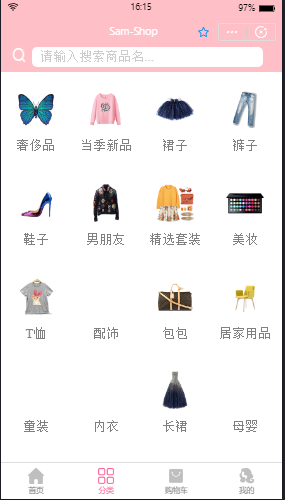 16:15
97%
Sam-Shop
请输入搜索商品名...
奢侈品 当季新品 裙子 裤子
鞋子 男朋友 精选套装 美妆
T恤 配饰 包包 居家用品
童装 内衣 长裙 母婴
首页 分类 购物车 我的